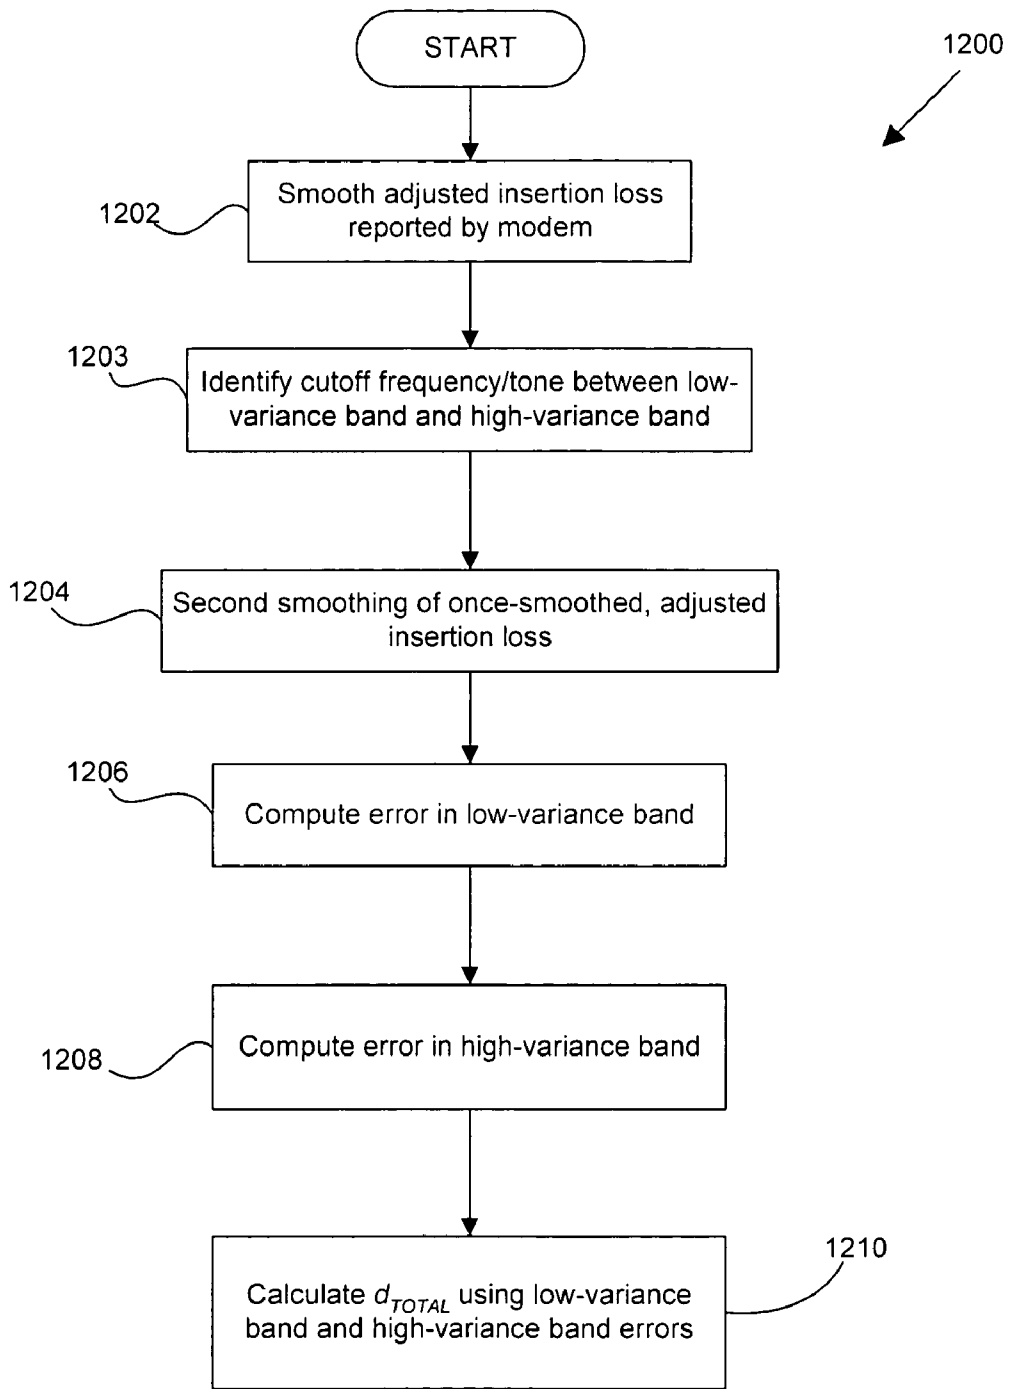 START
1200
1202
Smooth adjusted insertion loss
reported by modem
1203
Identify cutoff frequency/tone between low-
variance band and high-variance band
1204
Second smoothing of once-smoothed, adjusted
insertion loss
1206
Compute error in low-variance band
1208
Compute error in high-variance band
1210
Calculate d_TOTAL using low-variance
band and high-variance band errors